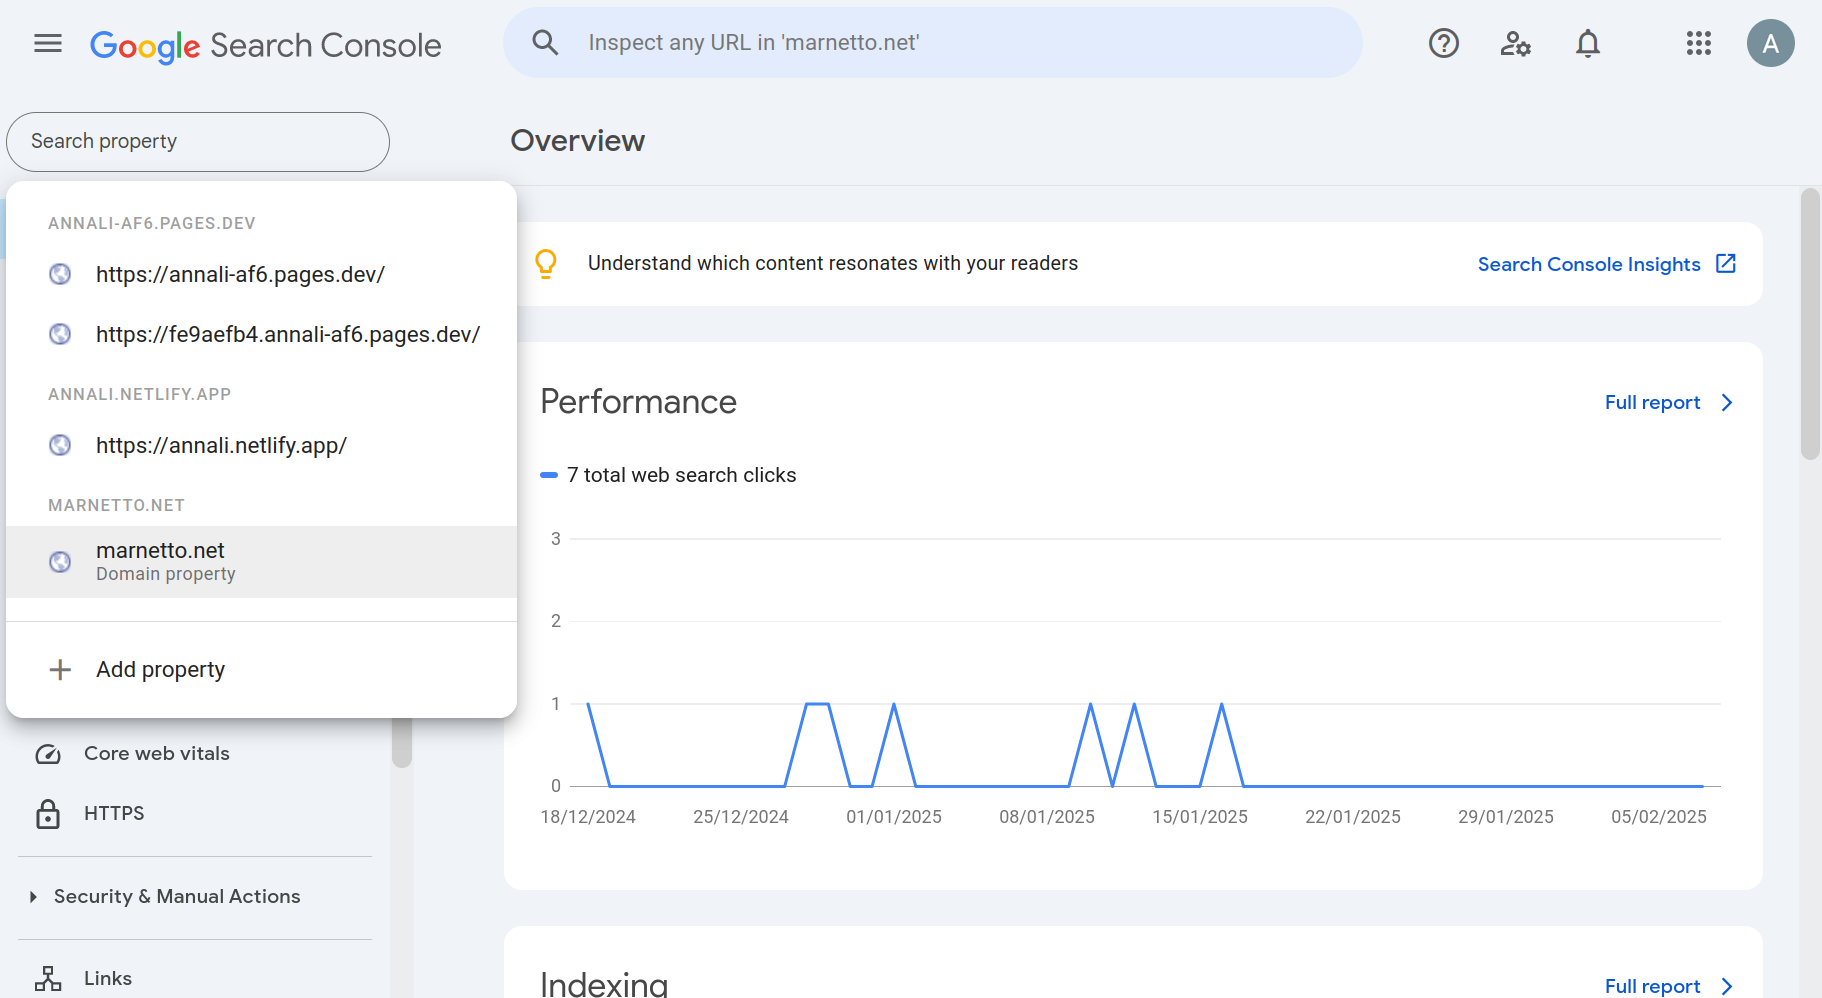 Google Search Console
Inspect any URL in 'marnetto.net'
A
Search property
Overview
ANNALI-AF6.PAGES.DEV
https://annali-af6.pages.dev/
https://fe9aefb4.annali-af6.pages.dev/
ANNALI.NETLIFY.APP
https://annali.netlify.app/
MARNETTO.NET
marnetto.net
Domain property
Add property
Core web vitals
HTTPS
Security & Manual Actions
Links
Understand which content resonates with your readers
Search Console Insights
Performance
Full report
7 total web search clicks
3
2
1
0
18/12/2024 25/12/2024 01/01/2025 08/01/2025 15/01/2025 22/01/2025 29/01/2025 05/02/2025
Indexing
Full report